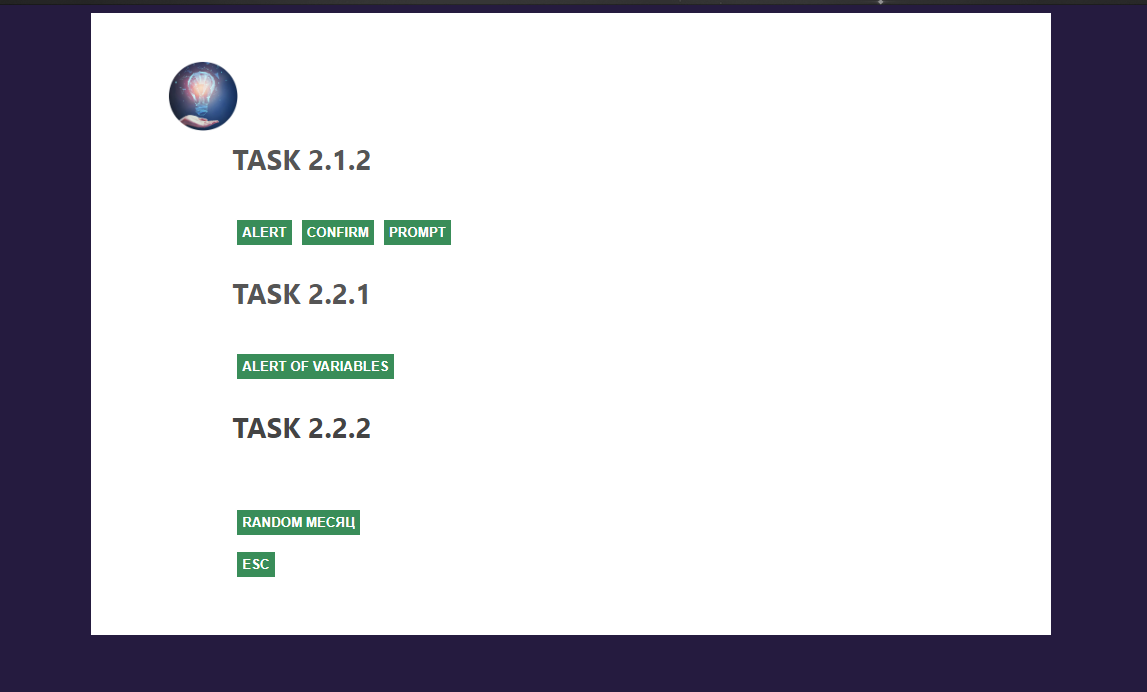 TASK 2.1.2
ALERT CONFIRM PROMPT
TASK 2.2.1
ALERT OF VARIABLES
TASK 2.2.2
RANDOM МЕСЯЦ
ESC